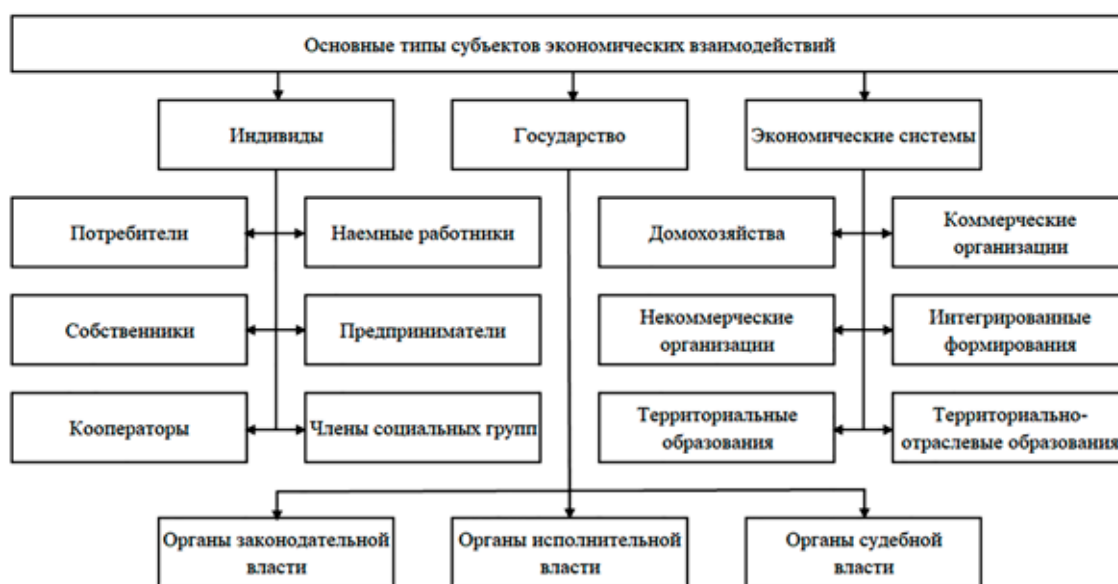 Основные типы субъектов экономических взаимодействий
Индивиды
Государство
Экономические системы
Потребители
Наемные работники
Домохозяйства
Коммерческие
организации
Собственники
Предприниматели
Некоммерческие
организации
Интегрированные
формирования
Кооператоры
Члены социальных групп
Территориальные
образования
Территориально-
отраслевые образования
Органы законодательной
власти
Органы исполнительной
власти
Органы судебной
власти